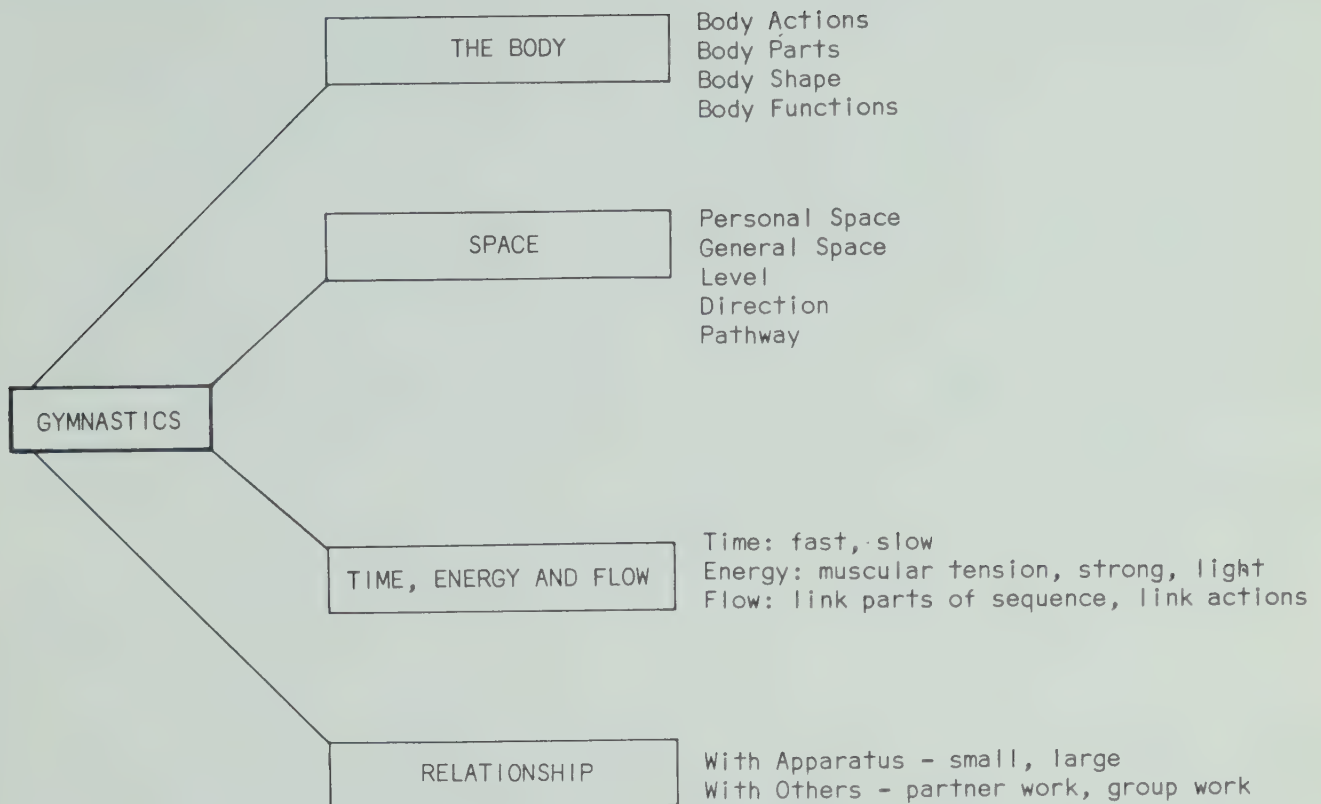 THE BODY
Body Actions
Body Parts
Body Shape
Body Functions
SPACE
Personal Space
General Space
Level
Direction
Pathway
GYMNASTICS
TIME, ENERGY AND FLOW
Time: fast, slow
Energy: muscular tension, strong, light
Flow: link parts of sequence, link actions
RELATIONSHIP
With Apparatus - small, large
With Others - partner work, group work